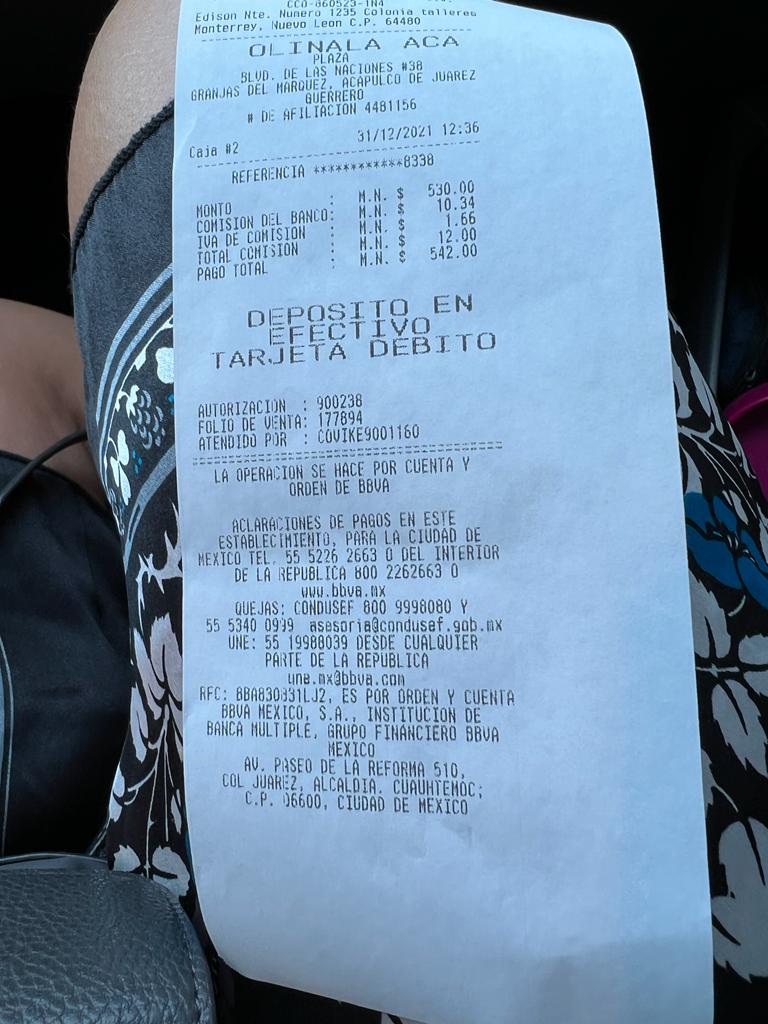 CCO-860523-1N4
Edison Nte. Numero 1235 Colonia talleres
Monterrey, Nuevo Leon C.P. 64480
OLINALA ACA
PLAZA
BLVD. DE LAS NACIONES #38
GRANJAS DEL MARQUEZ, ACAPULCO DE JUAREZ
GUERRERO
# DE AFILIACION 4481156
Caja #2 31/12/2021 12:36
REFERENCIA ************8338
MONTO : M.N. $ 530.00
COMISION DEL BANCO: M.N. $ 10.34
IVA DE COMISION : M.N. $ 1.66
TOTAL COMISION : M.N. $ 12.00
PAGO TOTAL : M.N. $ 542.00
DEPOSITO EN
EFECTIVO
TARJETA DEBITO
AUTORIZACION : 900238
FOLIO DE VENTA: 177894
ATENDIDO POR : COVIKE9001160
LA OPERACION SE HACE POR CUENTA Y
ORDEN DE BBVA
ACLARACIONES DE PAGOS EN ESTE
ESTABLECIMIENTO, PARA LA CIUDAD DE
MEXICO TEL. 55 5226 2663 O DEL INTERIOR
DE LA REPUBLICA 800 2262663 O
www.bbva.mx
QUEJAS: CONDUSEF 800 9998080 Y
55 5340 0999 asesoria@condusef.gob.mx
UNE: 55 19988039 DESDE CUALQUIER
PARTE DE LA REPUBLICA
une.mx@bbva.com
RFC: BBA830831LJ2, ES POR ORDEN Y CUENTA
BBVA MEXICO, S.A., INSTITUCION DE
BANCA MULTIPLE, GRUPO FINANCIERO BBVA
MEXICO
AV. PASEO DE LA REFORMA 510,
COL JUAREZ, ALCALDIA. CUAUHTEMOC;
C.P. 06600, CIUDAD DE MEXICO